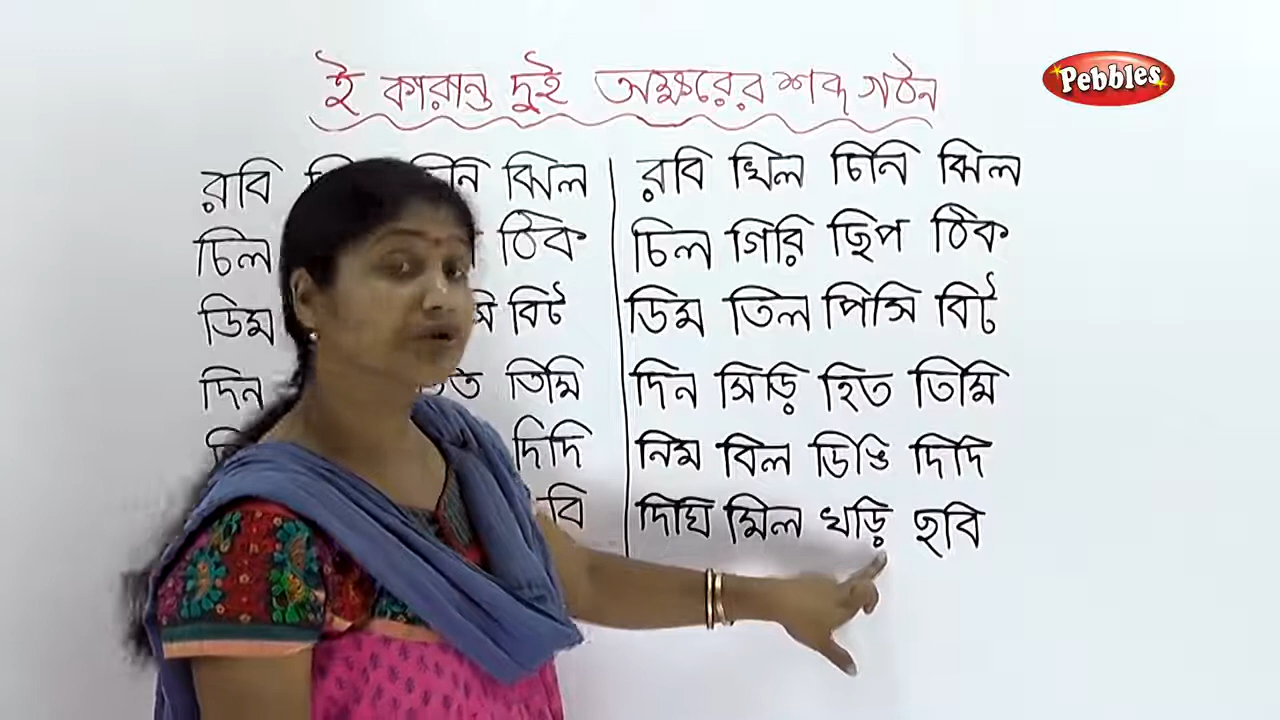 ই কারান্ত দুই অক্ষরের শব্দ গঠন
Pebbles
রবি ঝিল রবি খিল চিনি ঝিল
চিল ঠিক চিল গিরি ছিপ ঠিক
ডিম বিট ডিম তিল পিসি বিট
দিন তিমি দিন সিড়ি হিত তিমি
দিদি নিম বিল ডিঙি দিদি
দিঘি মিল খড়ি ছবি